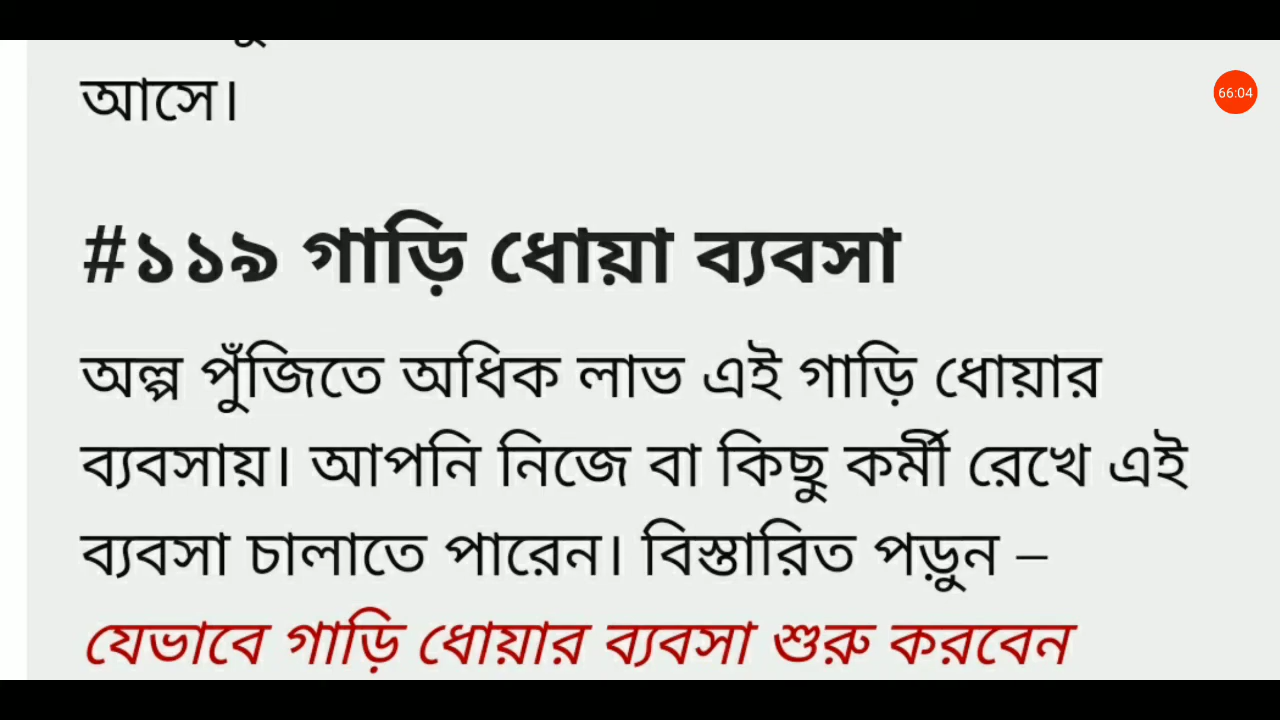 আসে।
66:04
#১১৯ গাড়ি ধোয়া ব্যবসা
অল্প পুঁজিতে অধিক লাভ এই গাড়ি ধোয়ার
ব্যবসায়। আপনি নিজে বা কিছু কর্মী রেখে এই
ব্যবসা চালাতে পারেন। বিস্তারিত পড়ুন –
যেভাবে গাড়ি ধোয়ার ব্যবসা শুরু করবেন